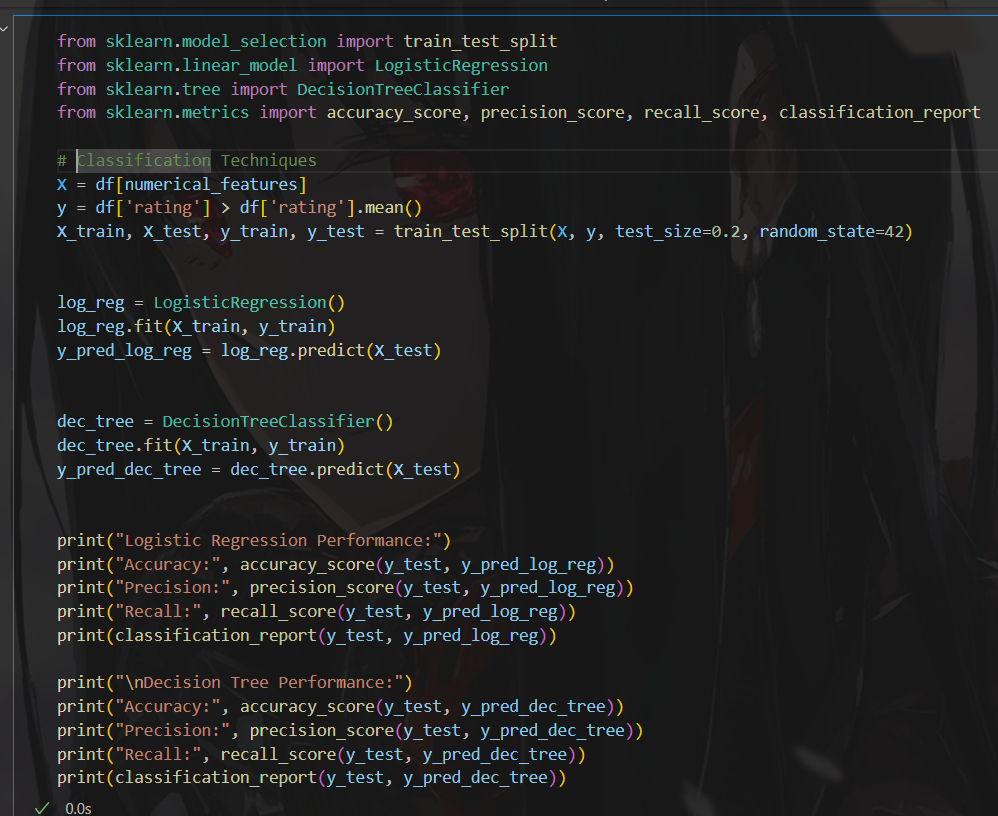 from sklearn.model_selection import train_test_split
from sklearn.linear_model import LogisticRegression
from sklearn.tree import DecisionTreeClassifier
from sklearn.metrics import accuracy_score, precision_score, recall_score, classification_report
# Classification Techniques
X = df[numerical_features]
y = df['rating'] > df['rating'].mean()
X_train, X_test, y_train, y_test = train_test_split(X, y, test_size=0.2, random_state=42)
log_reg = LogisticRegression()
log_reg.fit(X_train, y_train)
y_pred_log_reg = log_reg.predict(X_test)
dec_tree = DecisionTreeClassifier()
dec_tree.fit(X_train, y_train)
y_pred_dec_tree = dec_tree.predict(X_test)
print("Logistic Regression Performance:")
print("Accuracy:", accuracy_score(y_test, y_pred_log_reg))
print("Precision:", precision_score(y_test, y_pred_log_reg))
print("Recall:", recall_score(y_test, y_pred_log_reg))
print(classification_report(y_test, y_pred_log_reg))
print("\nDecision Tree Performance:")
print("Accuracy:", accuracy_score(y_test, y_pred_dec_tree))
print("Precision:", precision_score(y_test, y_pred_dec_tree))
print("Recall:", recall_score(y_test, y_pred_dec_tree))
print(classification_report(y_test, y_pred_dec_tree))
0.0s